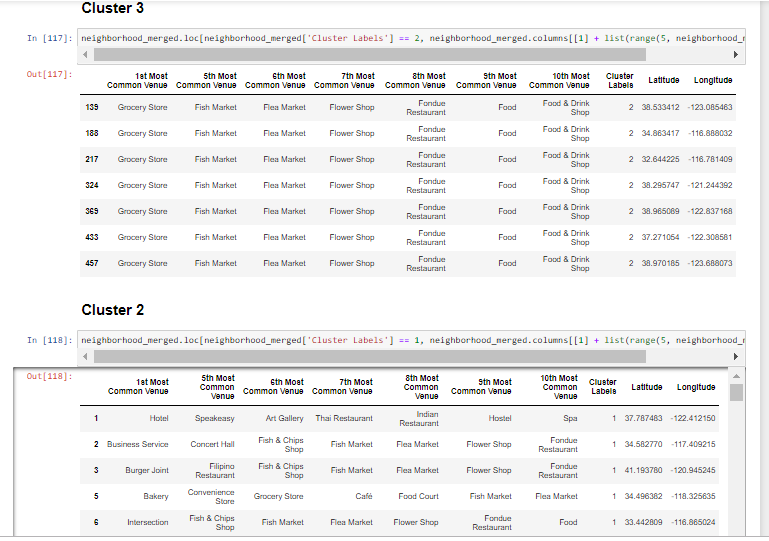 Cluster 3
In [117]: neighborhood_merged.loc[neighborhood_merged['Cluster Labels'] == 2, neighborhood_merged.columns[[1] + list(range(5, neighborhood_
Out[117]:
1st Most Common Venue 5th Most Common Venue 6th Most Common Venue 7th Most Common Venue 8th Most Common Venue 9th Most Common Venue 10th Most Common Venue Cluster Labels Latitude Longitude
139 Grocery Store Fish Market Flea Market Flower Shop Fondue Restaurant Food Food & Drink Shop 2 38.533412 -123.085463
188 Grocery Store Fish Market Flea Market Flower Shop Fondue Restaurant Food Food & Drink Shop 2 34.863417 -116.888032
217 Grocery Store Fish Market Flea Market Flower Shop Fondue Restaurant Food Food & Drink Shop 2 32.644225 -116.781409
324 Grocery Store Fish Market Flea Market Flower Shop Fondue Restaurant Food Food & Drink Shop 2 38.295747 -121.244392
369 Grocery Store Fish Market Flea Market Flower Shop Fondue Restaurant Food Food & Drink Shop 2 38.965089 -122.837168
433 Grocery Store Fish Market Flea Market Flower Shop Fondue Restaurant Food Food & Drink Shop 2 37.271054 -122.308581
457 Grocery Store Fish Market Flea Market Flower Shop Fondue Restaurant Food Food & Drink Shop 2 38.970185 -123.688073
Cluster 2
In [118]: neighborhood_merged.loc[neighborhood_merged['Cluster Labels'] == 1, neighborhood_merged.columns[[1] + list(range(5, neighborhood_
Out[118]:
1st Most Common Venue 5th Most Common Venue 6th Most Common Venue 7th Most Common Venue 8th Most Common Venue 9th Most Common Venue 10th Most Common Venue Cluster Labels Latitude Longitude
1 Hotel Speakeasy Art Gallery Thai Restaurant Indian Restaurant Hostel Spa 1 37.787483 -122.412150
2 Business Service Concert Hall Fish & Chips Shop Fish Market Flea Market Flower Shop Fondue Restaurant 1 34.582770 -117.409215
3 Burger Joint Filipino Restaurant Fish & Chips Shop Fish Market Flea Market Flower Shop Fondue Restaurant 1 41.193780 -120.945245
5 Bakery Convenience Store Grocery Store Café Food Court Fish Market Flea Market 1 34.496382 -118.325635
6 Intersection Fish & Chips Shop Fish Market Flea Market Flower Shop Fondue Restaurant Food 1 33.442809 -116.865024